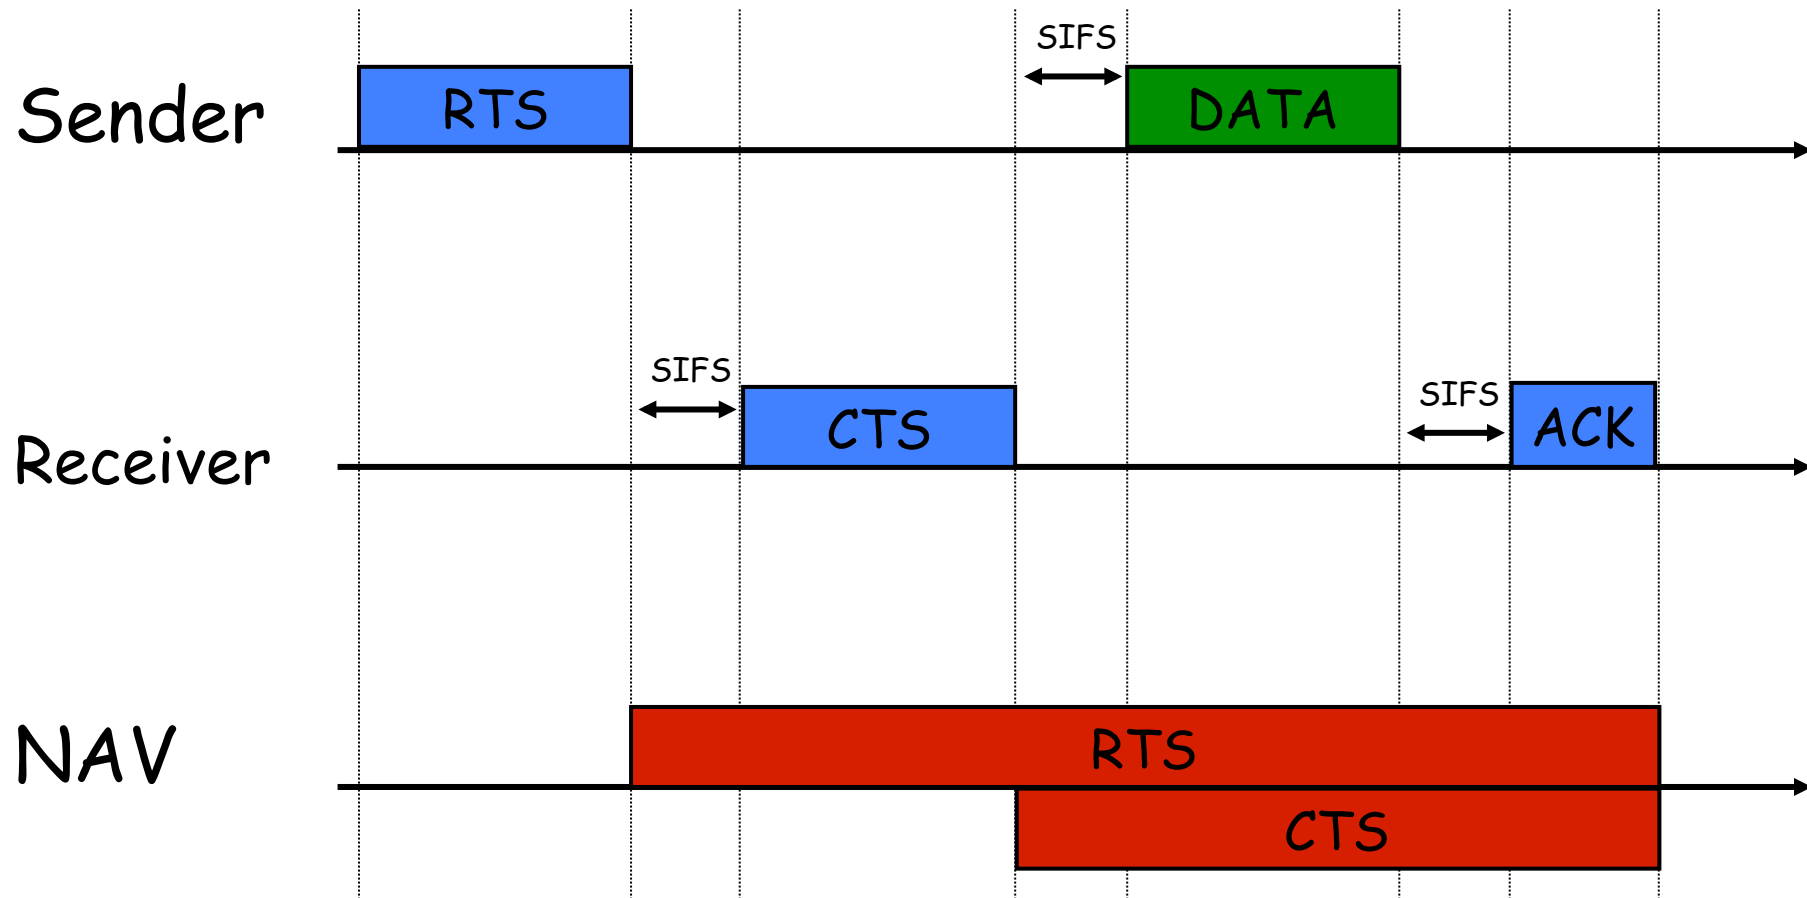 SIFS
Sender
RTS
DATA
SIFS
SIFS
Receiver
CTS
ACK
NAV
RTS
CTS